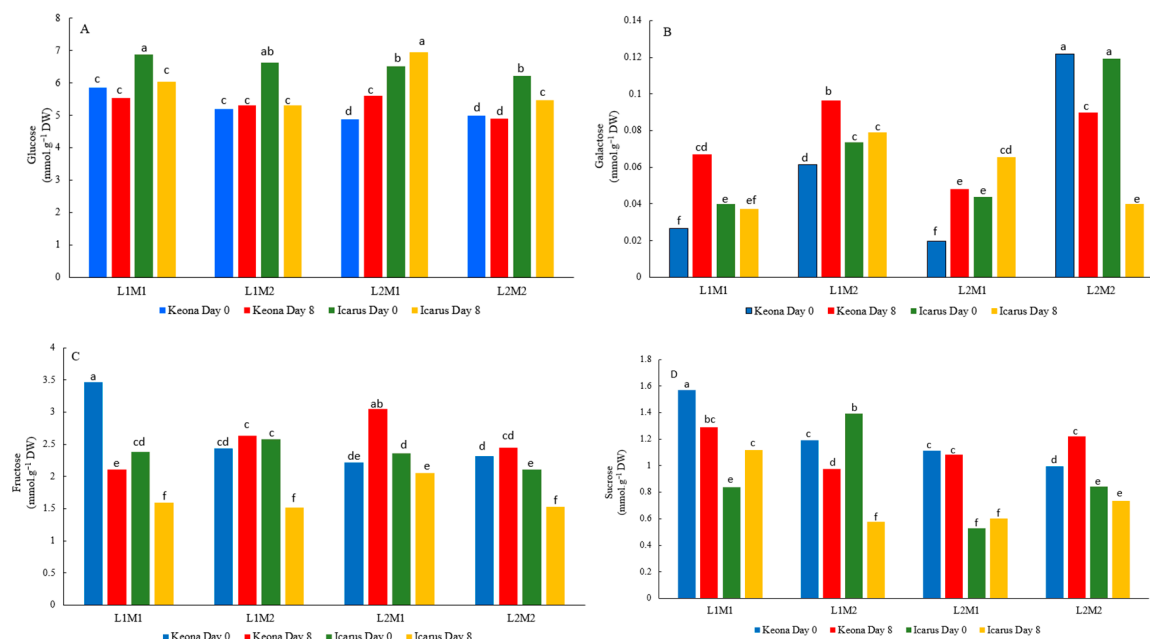 A
Glucose
(mmol.g⁻¹ DW)
8
7
6
5
4
3
2
1
0
c c a c
c c ab c
d c b a
d d b c
L1M1 L1M2 L2M1 L2M2
Keona Day 0 Keona Day 8 Icarus Day 0 Icarus Day 8
B
Galactose
(mmol.g⁻¹ DW)
0.14
0.12
0.1
0.08
0.06
0.04
0.02
0
f cd e ef
d b c c
f e e cd
a c a e
L1M1 L1M2 L2M1 L2M2
Keona Day 0 Keona Day 8 Icarus Day 0 Icarus Day 8
C
Fructose
(mmol.g⁻¹ DW)
4
3.5
3
2.5
2
1.5
1
0.5
0
a e cd f
cd c c f
de ab d e
d cd e f
L1M1 L1M2 L2M1 L2M2
Keona Day 0 Keona Day 8 Icarus Day 0 Icarus Day 8
D
Sucrose
(mmol.g⁻¹ DW)
1.8
1.6
1.4
1.2
1
0.8
0.6
0.4
0.2
0
a bc e c
c d b f
c c f f
d c e e
L1M1 L1M2 L2M1 L2M2
Keona Day 0 Keona Day 8 Icarus Day 0 Icarus Day 8